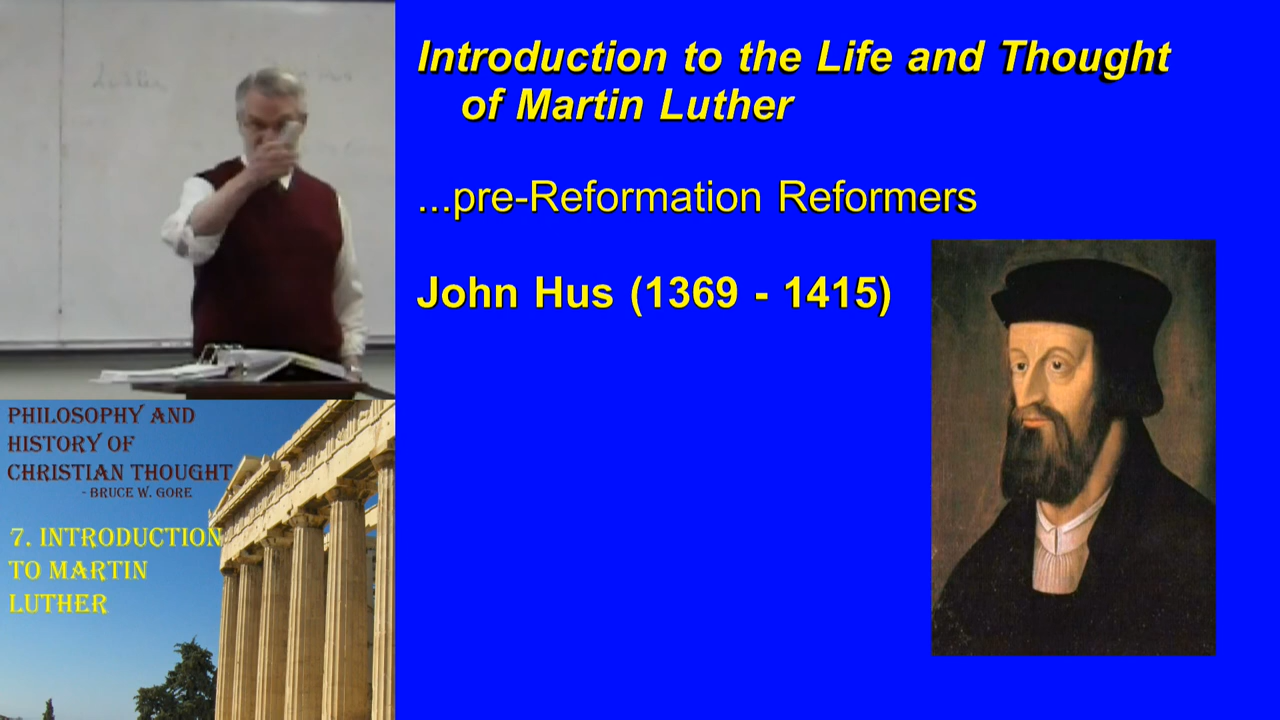 Introduction to the Life and Thought
of Martin Luther
...pre-Reformation Reformers
John Hus (1369 - 1415)
PHILOSOPHY AND
HISTORY OF
CHRISTIAN THOUGHT
- BRUCE W. GORE
7. INTRODUCTION
TO MARTIN
LUTHER